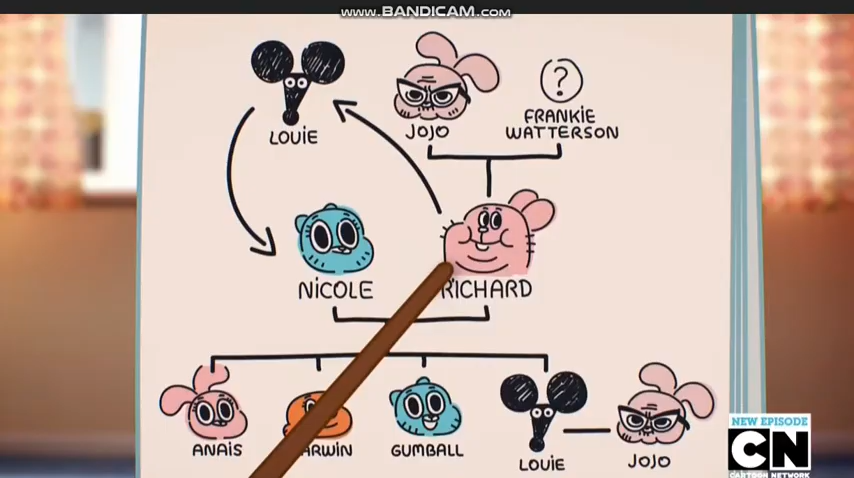 www.BANDICAM.com
LOUIE
JOJO
?
FRANKIE
WATTERSON
NICOLE
RICHARD
ANAIS
ARWIN
GUMBALL
LOUIE
JOJO
NEW EPISODE
CN
CARTOON NETWORK